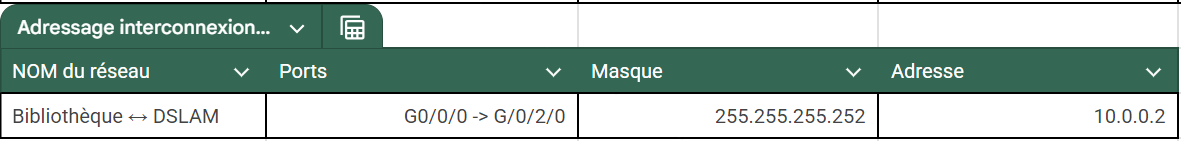 Adressage interconnexion...
NOM du réseau Ports Masque Adresse
Bibliothèque ↔ DSLAM G0/0/0 -> G/0/2/0 255.255.255.252 10.0.0.2